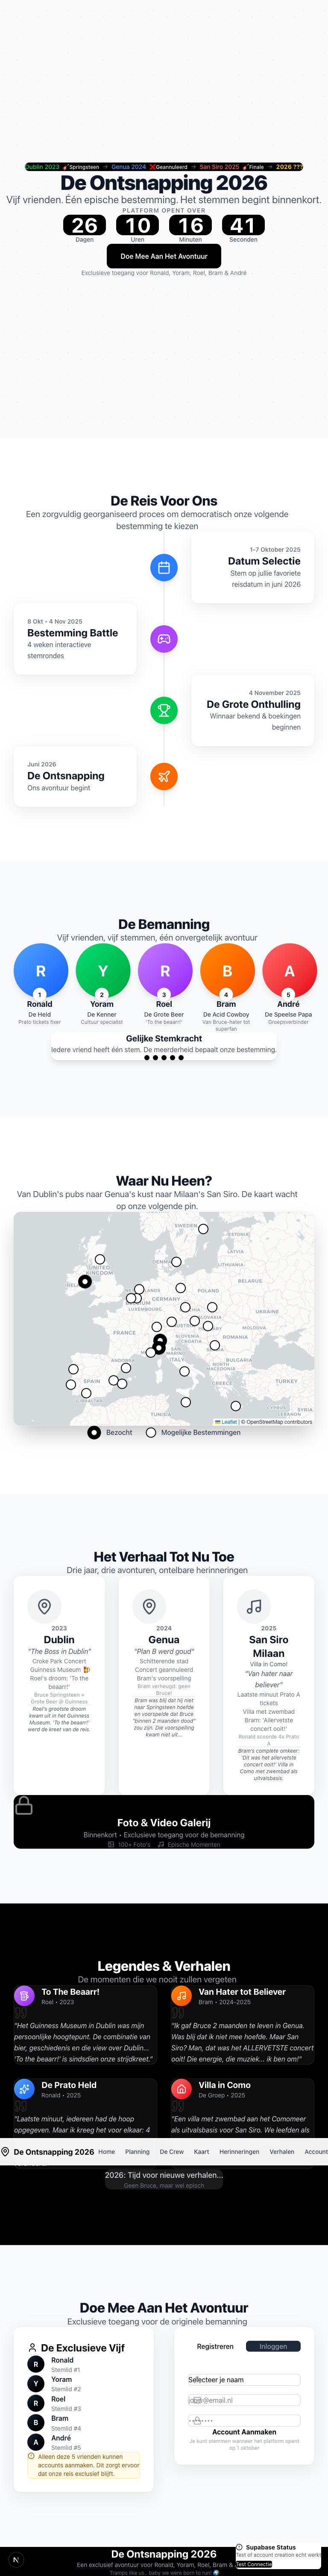 Dublin 2023 🎸Springsteen → Genua 2024 ❌Geannuleerd → San Siro 2025 🎸Finale → 2026 ???
De Ontsnapping 2026
Vijf vrienden. Één epische bestemming. Het stemmen begint binnenkort.
PLATFORM OPENT OVER
26 10 16 41
Dagen Uren Minuten Seconden
Doe Mee Aan Het Avontuur
Exclusieve toegang voor Ronald, Yoram, Roel, Bram & André
De Reis Voor Ons
Een zorgvuldig georganiseerd proces om democratisch onze volgende
bestemming te kiezen
1-7 Oktober 2025
Datum Selectie
Stem op jullie favoriete
reisdatum in juni 2026
8 Okt - 4 Nov 2025
Bestemming Battle
4 weken interactieve
stemrondes
4 November 2025
De Grote Onthulling
Winnaar bekend & boekingen
beginnen
Juni 2026
De Ontsnapping
Ons avontuur begint
De Bemanning
Vijf vrienden, vijf stemmen, één onvergetelijk avontuur
R Y R B A
1 2 3 4 5
Ronald Yoram Roel Bram André
De Held De Kenner De Grote Beer De Acid Cowboy De Speelse Papa
Prato tickets fixer Cultuur specialist 'To the beaarr!' Van Bruce-hater tot Groepsverbinder
superfan
Gelijke Stemkracht
Iedere vriend heeft één stem. De meerderheid bepaalt onze bestemming.
Waar Nu Heen?
Van Dublin's pubs naar Genua's kust naar Milaan's San Siro. De kaart wacht
op onze volgende pin.
SWEDEN
ESTONIA
LATVIA
LITHUANIA
UNITED
KINGDOM
BELARUS
POLAND
GERMANY
LUXEMBOURG
UKRAINE
FRANCE
MOLDOVA
SLOVENIA
ROMANIA
ITALY
BULGARIA
NORTH
MACEDONIA
ANDORRA
SPAIN
GREECE
TURKEY
GIBRALTAR
TUNISIA
CYPRUS
SYRIA
LEBANON
Leaflet | © OpenStreetMap contributors
Bezocht Mogelijke Bestemmingen
Het Verhaal Tot Nu Toe
Drie jaar, drie avonturen, ontelbare herinneringen
2023
Dublin
"The Boss in Dublin"
Croke Park Concert
Guinness Museum 🍺
Roel's droom: 'To the
beaarr!'
Bruce Springsteen +
Grote Beer @ Guinness
Roel's grootste droom
kwam uit in het Guinness
Museum. 'To the beaarr!'
werd de kreet van de reis.
2024
Genua
"Plan B werd goud"
Schitterende stad
Concert geannuleerd
Bram's voorspelling
Bram verheugd: geen
Bruce!
Bram was blij dat hij niet
naar Springsteen hoefde
en voorspelde dat Bruce
"binnen 2 maanden dood"
zou zijn. Die voorspelling
kwam niet uit...
2025
San Siro
Milaan
Villa in Como!
"Van hater naar
believer"
Laatste minuut Prato A
tickets
Villa met zwembad
Bram: 'Allervetste
concert ooit!'
Ronald scoorde 4x Prato
A
Bram's complete omkeer:
'Dit was het allervetste
concert ooit!' Villa in
Como met zwembad als
uitvalsbasis.
Foto & Video Galerij
Binnenkort • Exclusieve toegang voor de bemanning
100+ Foto's Epische Momenten
Legendes & Verhalen
De momenten die we nooit zullen vergeten
To The Beaarr!
Roel • 2023
"Het Guinness Museum in Dublin was mijn
persoonlijke hoogtepunt. De combinatie van
bier, geschiedenis en die view over Dublin...
'To the beaarr!' is sindsdien onze strijdkreet."
Van Hater tot Believer
Bram • 2024-2025
"Ik gaf Bruce 2 maanden te leven in Genua.
Was blij dat ik niet mee hoefde. Maar San
Siro? Man, dat was het ALLERVETSTE concert
ooit! Die energie, die muziek... ik ben om!"
De Prato Held
Ronald • 2025
"Laatste minuut, iedereen had de hoop
opgegeven. Maar ik kreeg het voor elkaar: 4
Villa in Como
De Groep • 2025
"Een villa met zwembad aan het Comomeer
als uitvalsbasis voor San Siro. We leefden als
De Ontsnapping 2026 Home Planning De Crew Kaart Herinneringen Verhalen Account
2026: Tijd voor nieuwe verhalen...
Geen Bruce, maar wel episch
Doe Mee Aan Het Avontuur
Exclusieve toegang voor de originele bemanning
De Exclusieve Vijf
R Ronald
Stemlid #1
Y Yoram
Stemlid #2
R Roel
Stemlid #3
B Bram
Stemlid #4
A André
Stemlid #5
Alleen deze 5 vrienden kunnen
accounts aanmaken. Dit zorgt ervoor
dat onze reis exclusief blijft.
Registreren Inloggen
Selecteer je naam
Account Aanmaken
Je kunt stemmen wanneer het platform opent
op 1 oktober
N
De Ontsnapping 2026
Een exclusief avontuur voor Ronald, Yoram, Roel, Bram &
Tramps like us.. baby we were born to run! 🌍
Supabase Status
Test of account creation echt werkt
Test Connectie